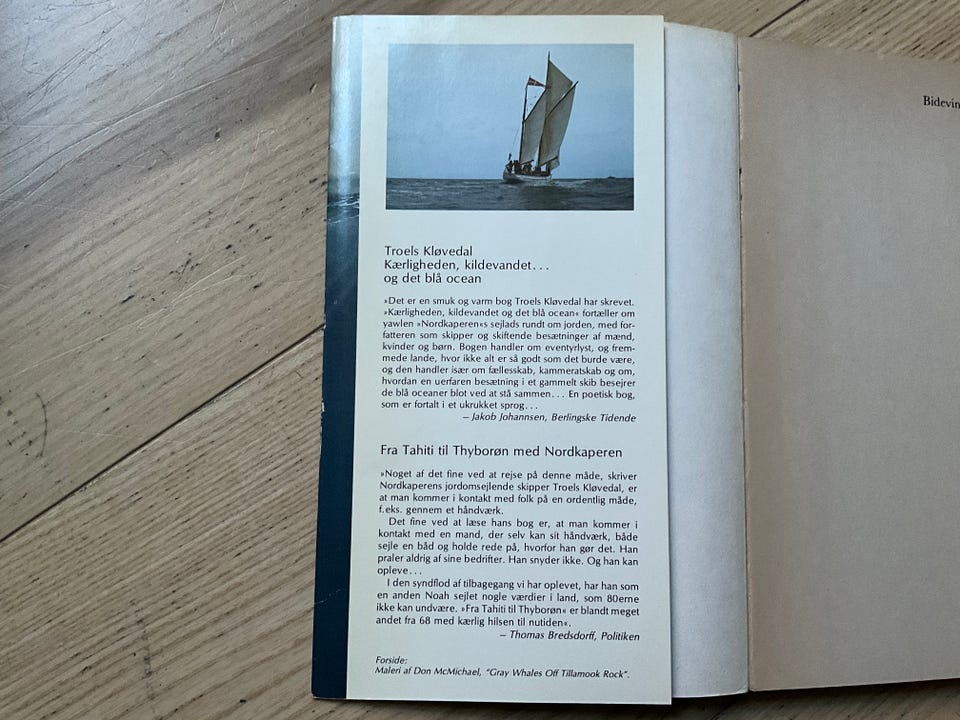 Troels Kløvedal
Kærligheden, kildevandet...
og det blå ocean
»Det er en smuk og varm bog Troels Kløvedal har skrevet.
»Kærligheden, kildevandet og det blå ocean« fortæller om
yawlen »Nordkaperen«s sejlads rundt om jorden, med for-
fatteren som skipper og skiftende besætninger af mænd,
kvinder og børn. Bogen handler om eventyrlyst, og frem-
mede lande, hvor ikke alt er så godt som det burde være,
og den handler især om fællesskab, kammeratskab og om,
hvordan en uerfaren besætning i et gammelt skib besejrer
de blå oceaner blot ved at stå sammen... En poetisk bog,
som er fortalt i et ukrukket sprog...
– Jakob Johannsen, Berlingske Tidende
Fra Tahiti til Thyborøn med Nordkaperen
»Noget af det fine ved at rejse på denne måde, skriver
Nordkaperens jordomsejlende skipper Troels Kløvedal, er
at man kommer i kontakt med folk på en ordentlig måde,
f.eks. gennem et håndværk.
Det fine ved at læse hans bog er, at man kommer i
kontakt med en mand, der selv kan sit håndværk, både
sejle en båd og holde rede på, hvorfor han gør det. Han
praler aldrig af sine bedrifter. Han snyder ikke. Og han kan
opleve...
I den syndflod af tilbagegang vi har oplevet, har han som
en anden Noah sejlet nogle værdier i land, som 80erne
ikke kan undvære. »Fra Tahiti til Thyborøn« er blandt meget
andet fra 68 med kærlig hilsen til nutiden«.
– Thomas Bredsdorff, Politiken
Forside:
Maleri af Don McMichael, "Gray Whales Off Tillamook Rock".
Bidevin